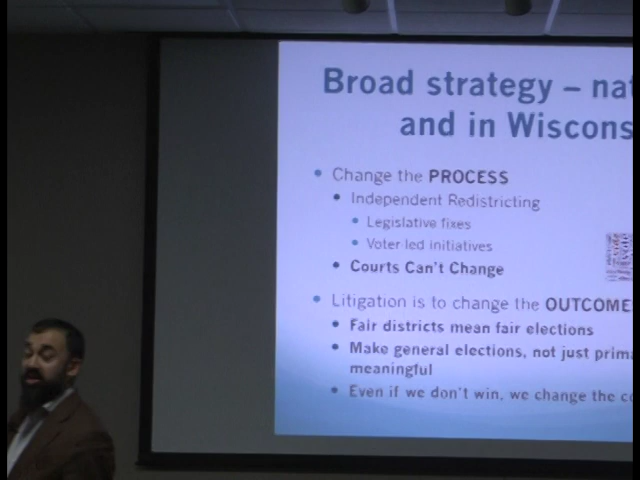 Broad strategy – nat
and in Wiscons
• Change the PROCESS
• Independent Redistricting
• Legislative fixes
• Voter led initiatives
• Courts Can't Change
• Litigation is to change the OUTCOME
• Fair districts mean fair elections
• Make general elections, not just prima
meaningful
• Even if we don't win, we change the c